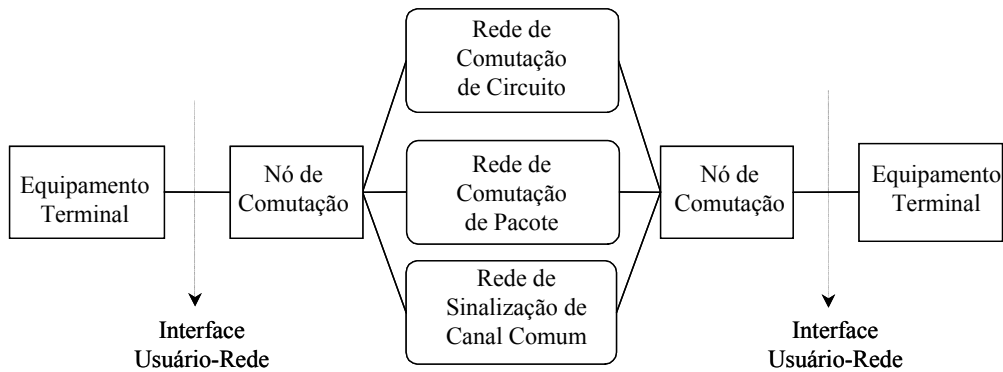 Rede de
Comutação
de Circuito
Equipamento
Terminal
Nó de
Comutação
Rede de
Comutação
de Pacote
Nó de
Comutação
Equipamento
Terminal
Rede de
Sinalização de
Canal Comum
Interface
Usuário-Rede
Interface
Usuário-Rede